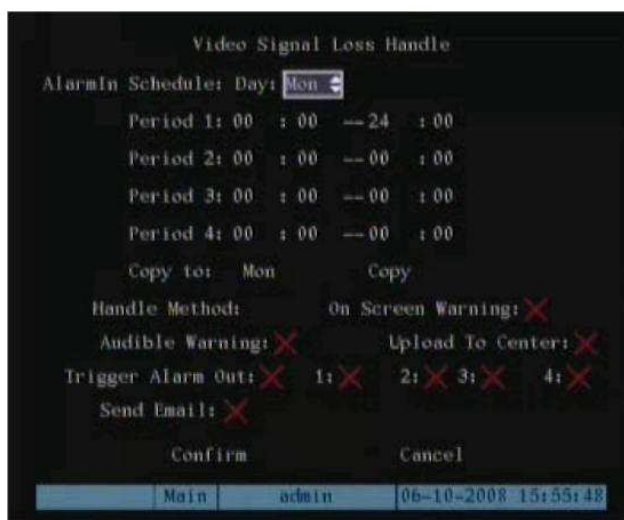 Video Signal Loss Handle
AlarmIn Schedule: Day: Mon
Period 1: 00 : 00 --24 : 00
Period 2: 00 : 00 --00 : 00
Period 3: 00 : 00 --00 : 00
Period 4: 00 : 00 --00 : 00
Copy to: Mon Copy
Handle Method: On Screen Warning:
Audible Warning: Upload To Center:
Trigger Alarm Out: 1: 2: 3: 4:
Send Email:
Confirm Cancel
Main admin 06-10-2008 15:55:48